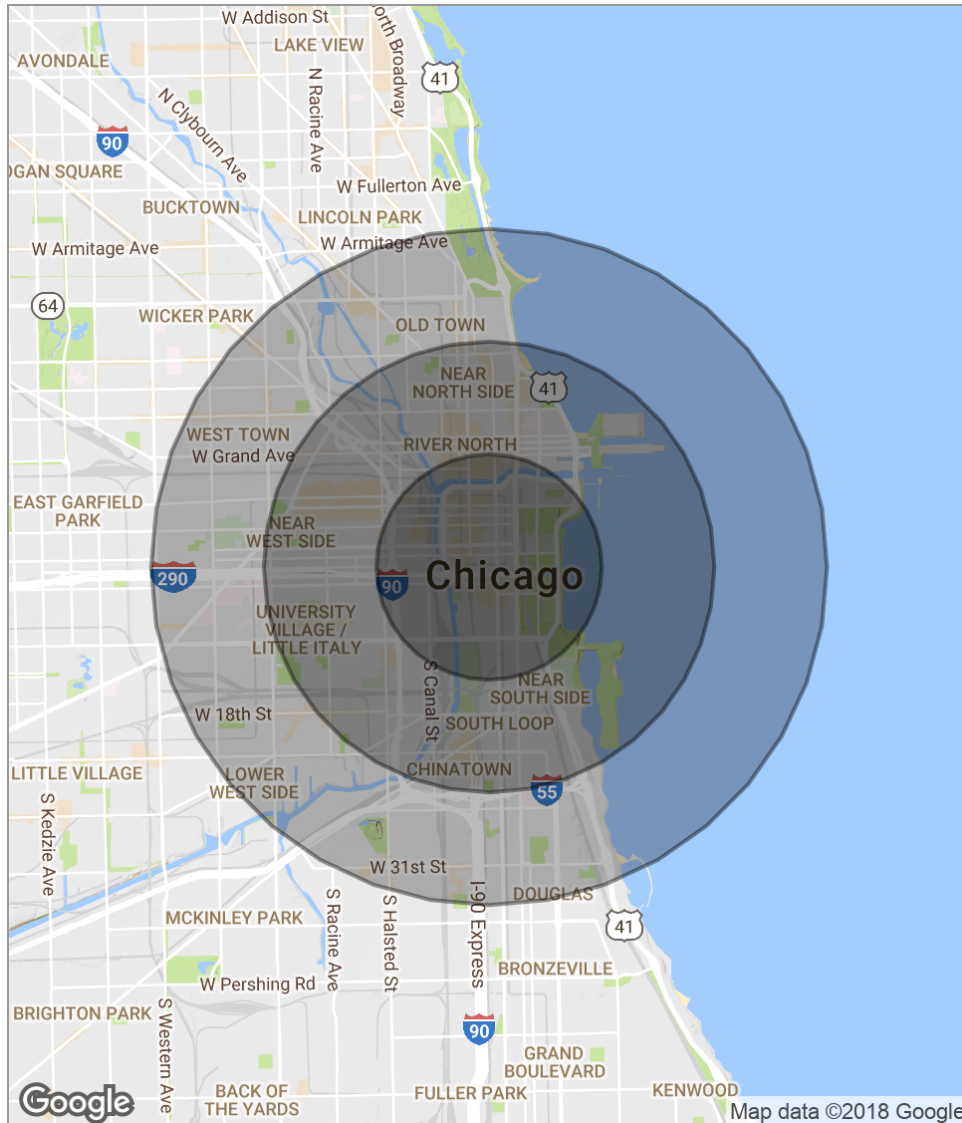 W Addison St
LAKE VIEW
North Broadway
AVONDALE
41
N Clybourn Ave
N Racine Ave
90
OGAN SQUARE
W Fullerton Ave
BUCKTOWN
LINCOLN PARK
W Armitage Ave
W Armitage Ave
64
WICKER PARK
OLD TOWN
NEAR
NORTH SIDE
41
WEST TOWN
RIVER NORTH
W Grand Ave
EAST GARFIELD
PARK
NEAR
WEST SIDE
290
90
Chicago
UNIVERSITY
VILLAGE /
LITTLE ITALY
S Canal St
NEAR
SOUTH SIDE
W 18th St
SOUTH LOOP
LITTLE VILLAGE
LOWER
WEST SIDE
CHINATOWN
55
S Kedzie Ave
W 31st St
DOUGLAS
MCKINLEY PARK
S Racine Ave
S Halsted St
I-90 Express
41
BRONZEVILLE
W Pershing Rd
BRIGHTON PARK
S Western Ave
90
GRAND
BOULEVARD
BACK OF
THE YARDS
FULLER PARK
KENWOOD
Google
Map data ©2018 Google